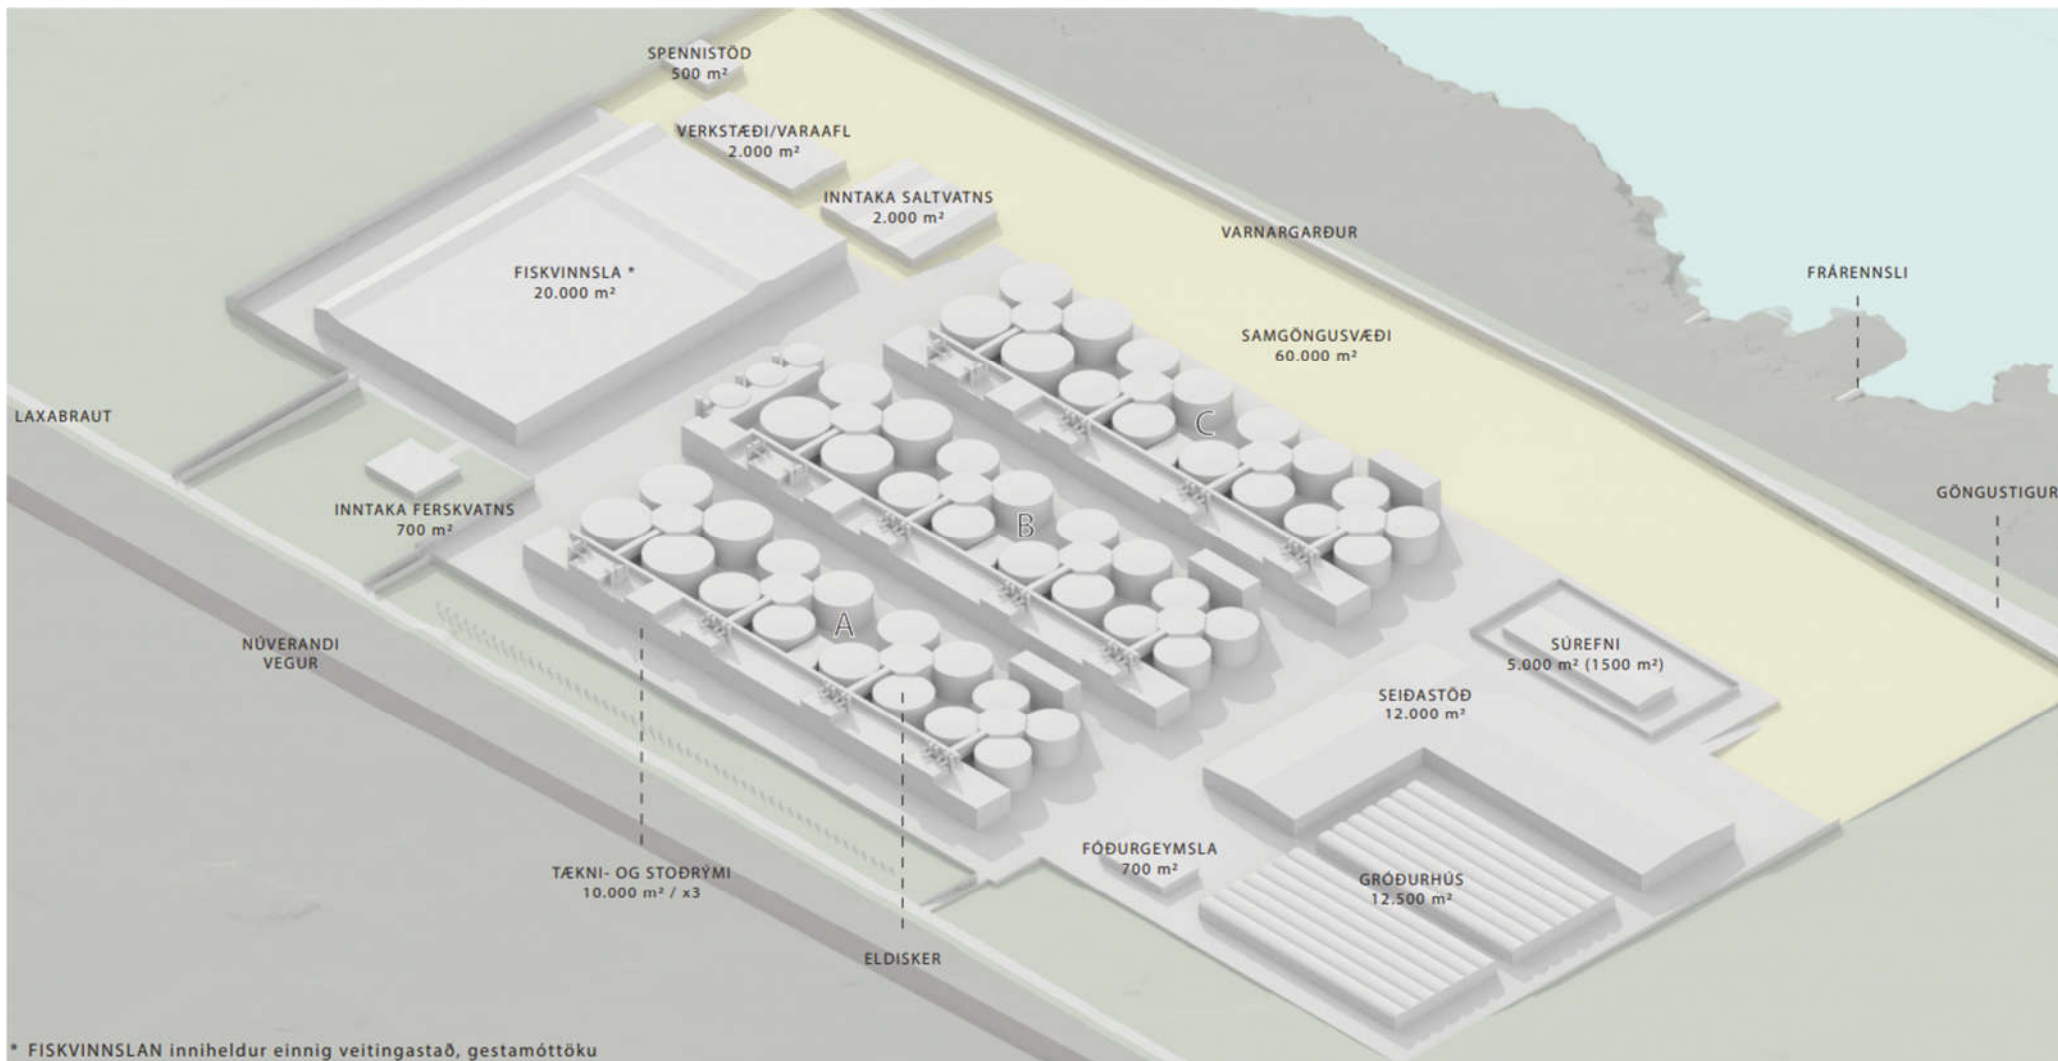 SPENNISTÖÐ
500 m²
VERKSTÆÐI/VARAAFL
2.000 m²
INNTAKA SALTVATNS
2.000 m²
VARNARGARÐUR
FISKVINNSLA *
20.000 m²
FRÁRENNSLI
SAMGÖNGUSVÆÐI
60.000 m²
LAXABRAUT
C
GÖNGUSTIGUR
INNTAKA FERSKVATNS
700 m²
B
A
NÚVERANDI
VEGUR
SÚREFNI
5.000 m² (1500 m²)
SEIÐASTÖÐ
12.000 m²
FÓÐURGEYMSLA
700 m²
TÆKNI- OG STOÐRÝMI
10.000 m² / x3
GRÓÐURHÚS
12.500 m²
ELDISKER
* FISKVINNSLAN inniheldur einnig veitingastað, gestamóttöku